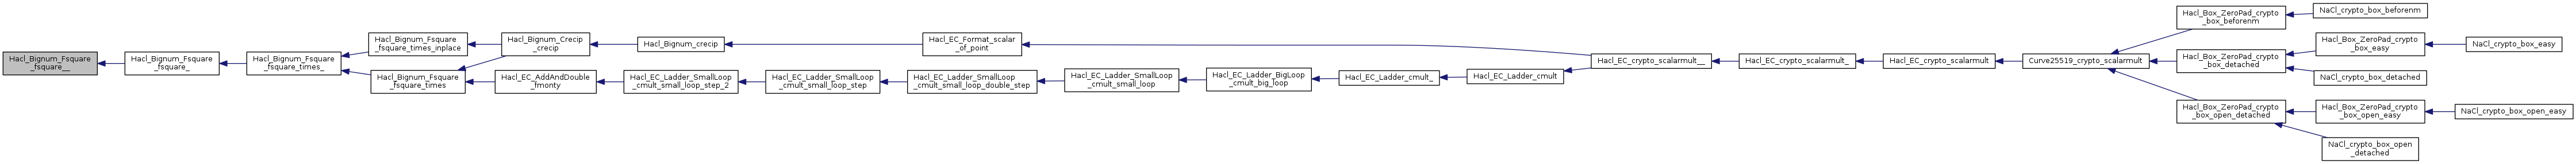 Hacl_Bignum_Fsquare
_fsquare__
Hacl_Bignum_Fsquare
_fsquare_
Hacl_Bignum_Fsquare
_fsquare_times_
Hacl_Bignum_Fsquare
_fsquare_times_inplace
Hacl_Bignum_Fsquare
_fsquare_times
Hacl_Bignum_Crecip
_crecip
Hacl_EC_AddAndDouble
_fmonty
Hacl_Bignum_crecip
Hacl_EC_Ladder_SmallLoop
_cmult_small_loop_step_2
Hacl_EC_Ladder_SmallLoop
_cmult_small_loop_step
Hacl_EC_Format_scalar
_of_point
Hacl_EC_Ladder_SmallLoop
_cmult_small_loop_double_step
Hacl_EC_Ladder_SmallLoop
_cmult_small_loop
Hacl_EC_Ladder_BigLoop
_cmult_big_loop
Hacl_EC_Ladder_cmult_
Hacl_EC_Ladder_cmult
Hacl_EC_crypto_scalarmult__
Hacl_EC_crypto_scalarmult_
Hacl_EC_crypto_scalarmult
Curve25519_crypto_scalarmult
Hacl_Box_ZeroPad_crypto
_box_beforenm
Hacl_Box_ZeroPad_crypto
_box_detached
Hacl_Box_ZeroPad_crypto
_box_open_detached
NaCl_crypto_box_beforenm
Hacl_Box_ZeroPad_crypto
_box_easy
NaCl_crypto_box_detached
Hacl_Box_ZeroPad_crypto
_box_open_easy
NaCl_crypto_box_open
_detached
NaCl_crypto_box_easy
NaCl_crypto_box_open_easy